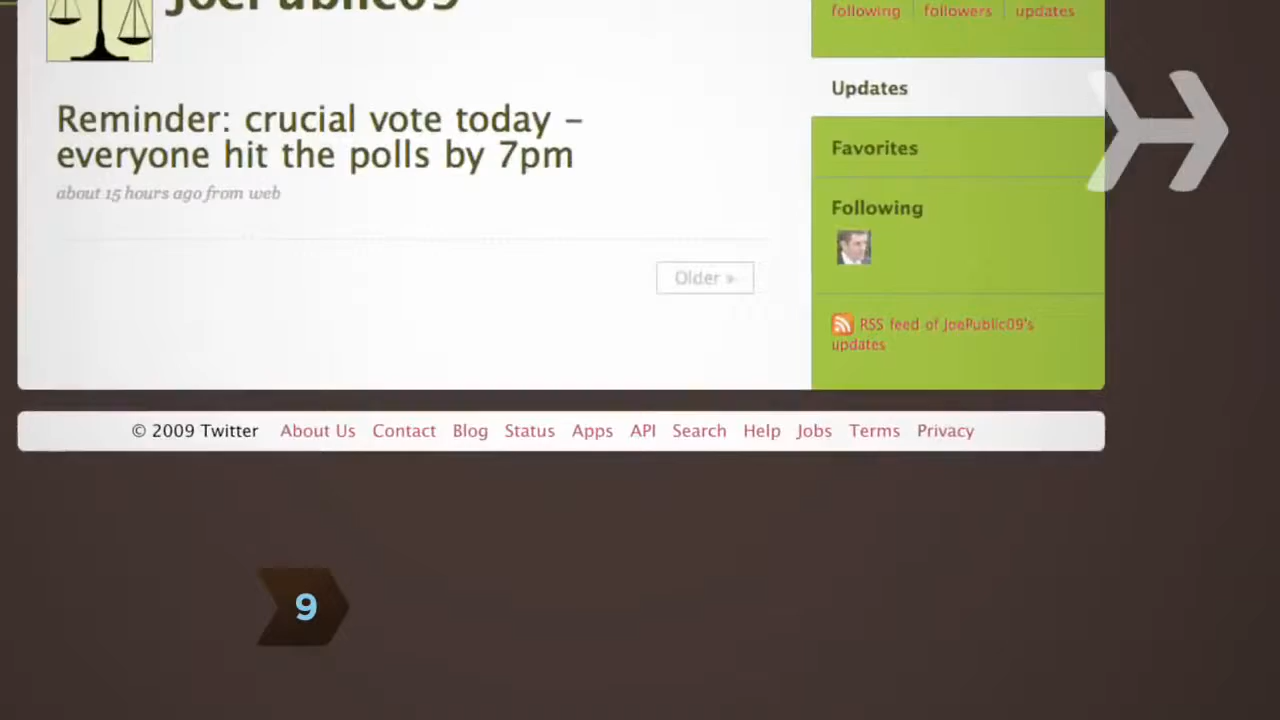 JoePublic09
following followers updates
Reminder: crucial vote today –
everyone hit the polls by 7pm
about 15 hours ago from web
Older »
Updates
Favorites
Following
RSS feed of JoePublic09's
updates
© 2009 Twitter About Us Contact Blog Status Apps API Search Help Jobs Terms Privacy
9